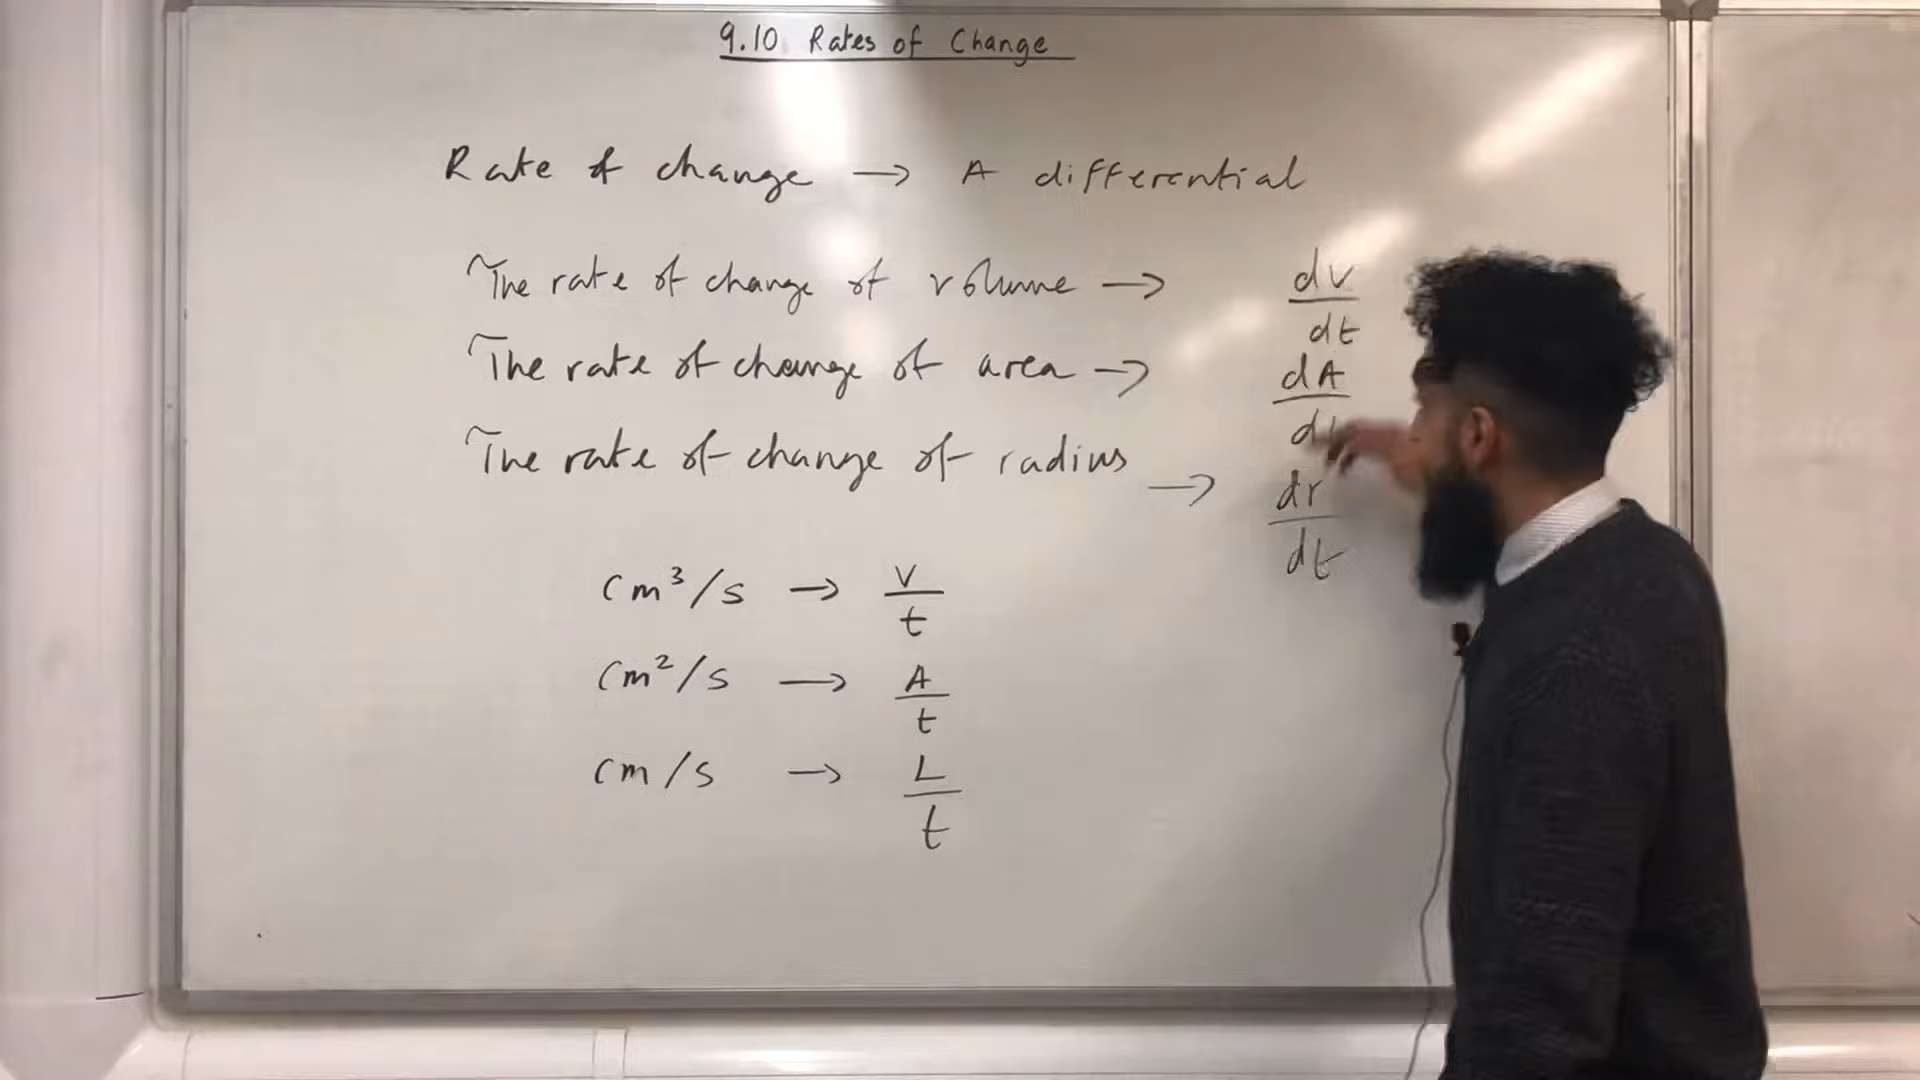 9.10 Rates of Change
Rate of change → A differential
The rate of change of volume → dv/dt
The rate of change of area → dA/d
The rate of change of radius → dr/dt
cm³/s → V/t
cm²/s → A/t
cm/s → L/t